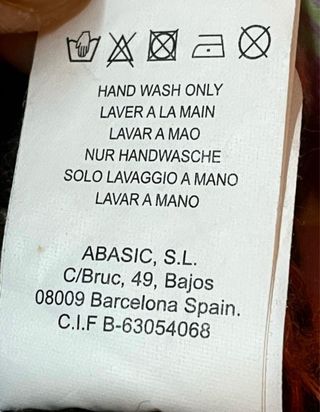 HAND WASH ONLY
LAVER A LA MAIN
LAVAR A MAO
NUR HANDWASCHE
SOLO LAVAGGIO A MANO
LAVAR A MANO
ABASIC, S.L.
C/Bruc, 49, Bajos
08009 Barcelona Spain.
C.I.F B-63054068